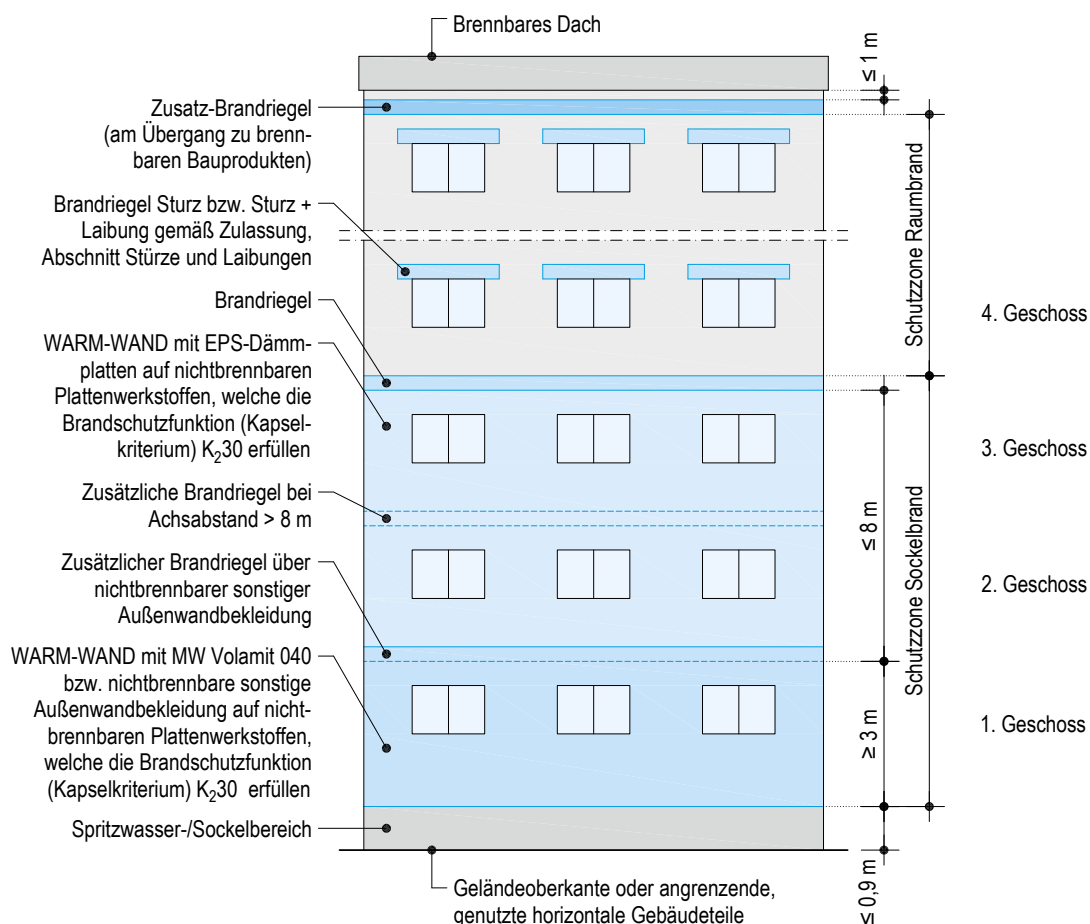 Brennbares Dach
≤ 1 m
Zusatz-Brandriegel
(am Übergang zu brenn-
baren Bauprodukten)
Brandriegel Sturz bzw. Sturz +
Laibung gemäß Zulassung,
Abschnitt Stürze und Laibungen
Schutzzone Raumbrand
Brandriegel
4. Geschoss
WARM-WAND mit EPS-Dämm-
platten auf nichtbrennbaren
Plattenwerkstoffen, welche die
Brandschutzfunktion (Kapsel-
kriterium) K₂30 erfüllen
3. Geschoss
Zusätzliche Brandriegel bei
Achsabstand > 8 m
≤ 8 m
Zusätzlicher Brandriegel über
nichtbrennbarer sonstiger
Außenwandbekleidung
2. Geschoss
Schutzzone Sockelbrand
WARM-WAND mit MW Volamit 040
bzw. nichtbrennbare sonstige
Außenwandbekleidung auf nicht-
brennbaren Plattenwerkstoffen,
welche die Brandschutzfunktion
(Kapselkriterium) K₂30 erfüllen
≥ 3 m
1. Geschoss
Spritzwasser-/Sockelbereich
≤ 0,9 m
Geländeoberkante oder angrenzende,
genutzte horizontale Gebäudeteile